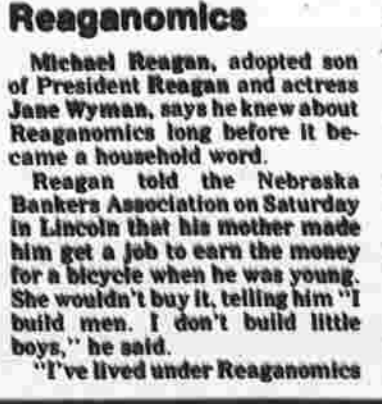 Reaganomics
Michael Reagan, adopted son
of President Reagan and actress
Jane Wyman, says he knew about
Reaganomics long before it be-
came a household word.
Reagan told the Nebraska
Bankers Association on Saturday
in Lincoln that his mother made
him get a job to earn the money
for a bicycle when he was young.
She wouldn't buy it, telling him "I
build men. I don't build little
boys," he said.
"I've lived under Reaganomics